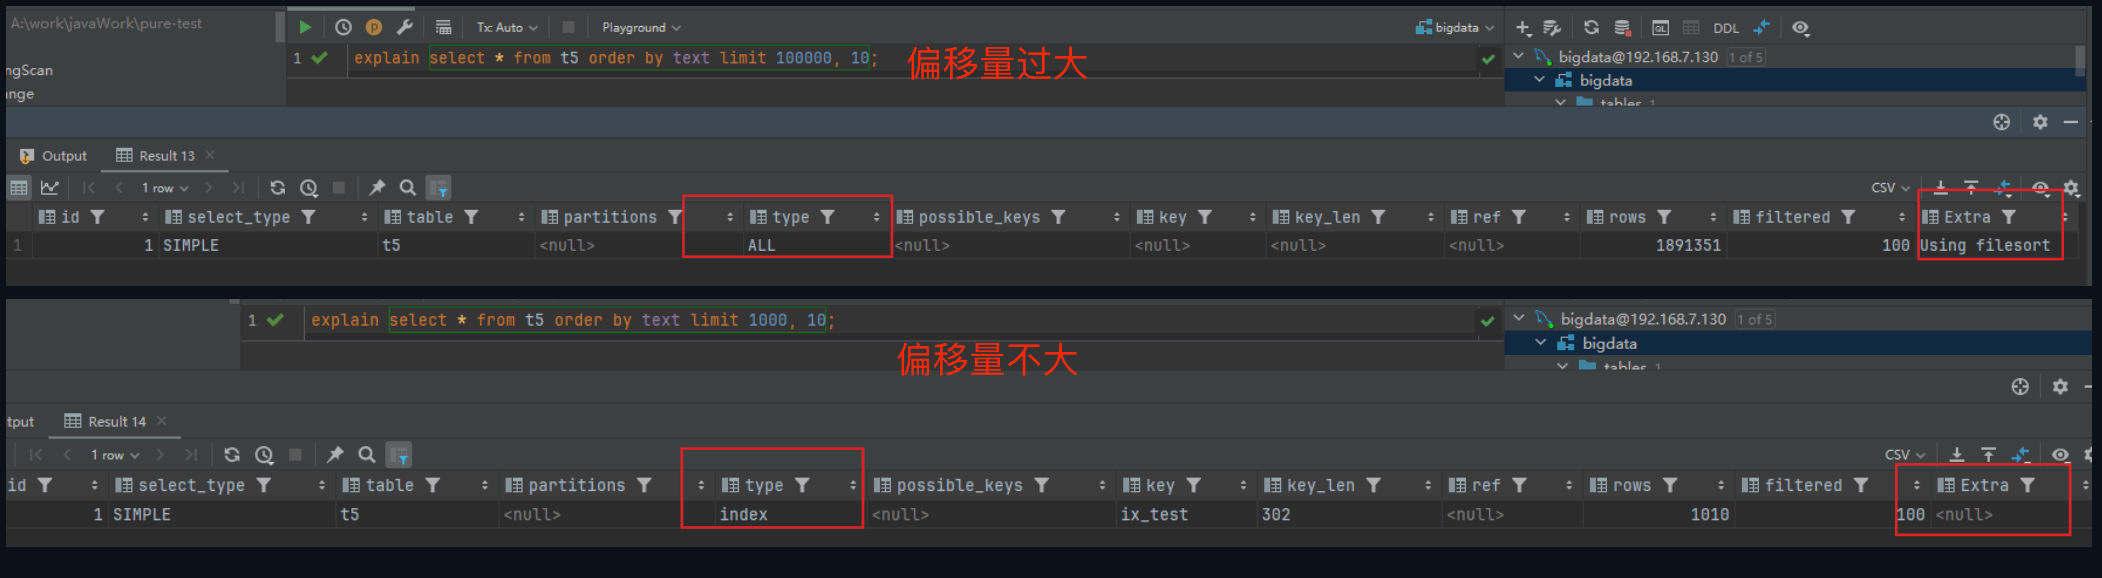 A:\work\javaWork\pure-test
Tx: Auto
Playground
bigdata
DDL
1
explain select * from t5 order by text limit 100000, 10;
偏移量过大
bigdata@192.168.7.130 1 of 5
ngScan
bigdata
ange
tables 1
Output
Result 13
1 row
CSV
id select_type table partitions type possible_keys key key_len ref rows filtered Extra
1 1 SIMPLE t5 <null> ALL <null> <null> <null> <null> 1891351 100 Using filesort
1
explain select * from t5 order by text limit 1000, 10;
偏移量不大
bigdata@192.168.7.130 1 of 5
bigdata
tables 1
tput
Result 14
1 row
CSV
id select_type table partitions type possible_keys key key_len ref rows filtered Extra
1 SIMPLE t5 <null> index <null> ix_test 302 <null> 1010 100 <null>